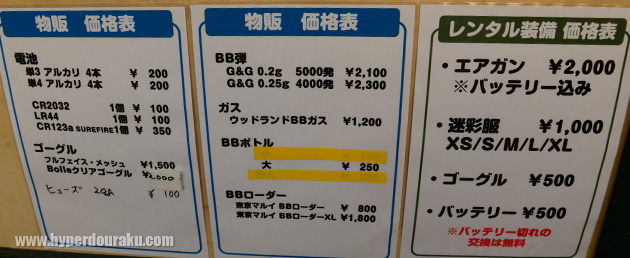 物販 価格表
電池
単3 アルカリ 4本 ¥ 200
単4 アルカリ 4本 ¥ 200
CR2032 1個 ¥ 100
LR44 1個 ¥ 100
CR123a SUREFIRE 1個 ¥ 350
ゴーグル
フルフェイス・メッシュ ¥1,500
Bolleクリアゴーグル ¥2,000
ヒューズ 20A ¥ 100
物販 価格表
BB弾
G&G 0.2g 5000発 ¥2,100
G&G 0.25g 4000発 ¥2,300
ガス
ウッドランドBBガス ¥1,200
BBボトル
大 ¥ 250
BBローダー
東京マルイ BBローダー ¥ 800
東京マルイ BBローダーXL ¥1,800
レンタル装備 価格表
・エアガン ¥2,000
※バッテリー込み
・迷彩服 ¥1,000
XS/S/M/L/XL
・ゴーグル ¥500
・バッテリー ¥500
※バッテリー切れの
交換は無料
www.hyperdouraku.com